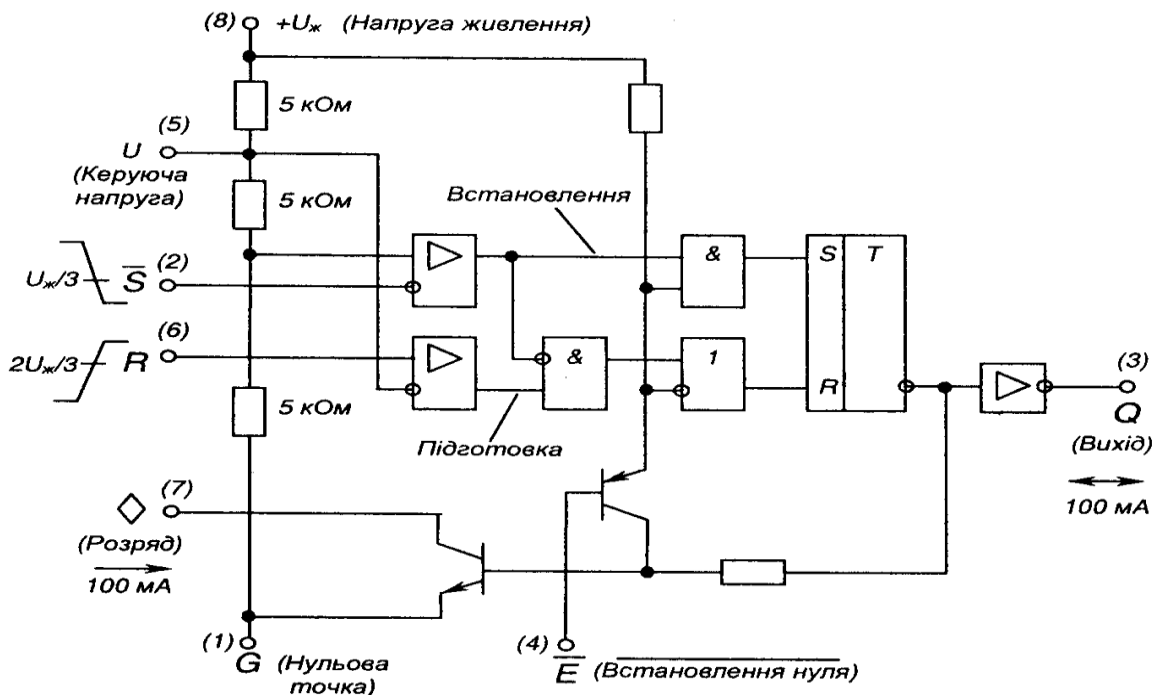 (8) +Uж (Напруга живлення)
5 кОм
(5)
U
(Керуюча
напруга)
5 кОм
Встановлення
Uж/3 S̅ (2)
&
S T
(6)
2Uж/3 R
&
1
R
5 кОм
Підготовка
(3)
Q
(Вихід)
100 мА
(7)
(Розряд)
100 мА
(1)
G (Нульова
точка)
(4)
E̅ (Встановлення нуля)